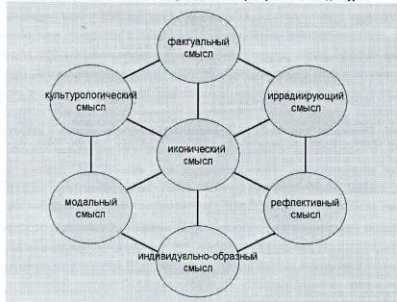 фактуальный
смысл
культурологический
смысл
иррадиирующий
смысл
иконический
смысл
модальный
смысл
рефлективный
смысл
индивидуально-образный
смысл